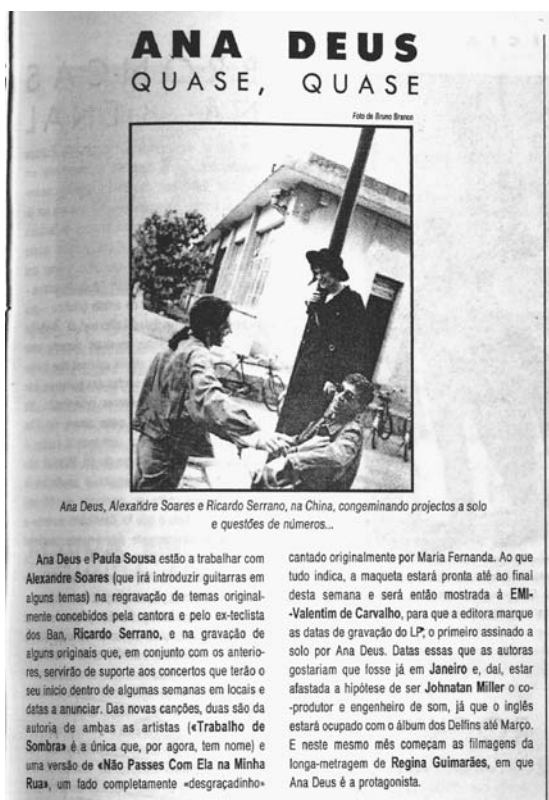 ANA DEUS
QUASE, QUASE
Foto de Bruno Branco
Ana Deus, Alexandre Soares e Ricardo Serrano, na China, congeminando projectos a solo
e questões de números...
Ana Deus e Paula Sousa estão a trabalhar com
Alexandre Soares (que irá introduzir guitarras em
alguns temas) na regravação de temas original-
mente concebidos pela cantora e pelo ex-teclista
dos Ban, Ricardo Serrano, e na gravação de
alguns originais que, em conjunto com os anterio-
res, servirão de suporte aos concertos que terão o
seu início dentro de algumas semanas em locais e
datas a anunciar. Das novas canções, duas são da
autoria de ambas as artistas («Trabalho de
Sombra» é a única que, por agora, tem nome) e
uma versão de «Não Passes Com Ela na Minha
Rua», um fado completamente «desgraçadinho»
cantado originalmente por Maria Fernanda. Ao que
tudo indica, a maqueta estará pronta até ao final
desta semana e será então mostrada á EMI-
-Valentim de Carvalho, para que a editora marque
as datas de gravação do LP, o primeiro assinado a
solo por Ana Deus. Datas essas que as autoras
gostariam que fosse já em Janeiro e, daí, estar
afastada a hipótese de ser Johnatan Miller o co-
-produtor e engenheiro de som, já que o inglês
estará ocupado com o álbum dos Delfins até Março.
E neste mesmo mês começam as filmagens da
longa-metragem de Regina Guimarães, em que
Ana Deus é a protagonista.